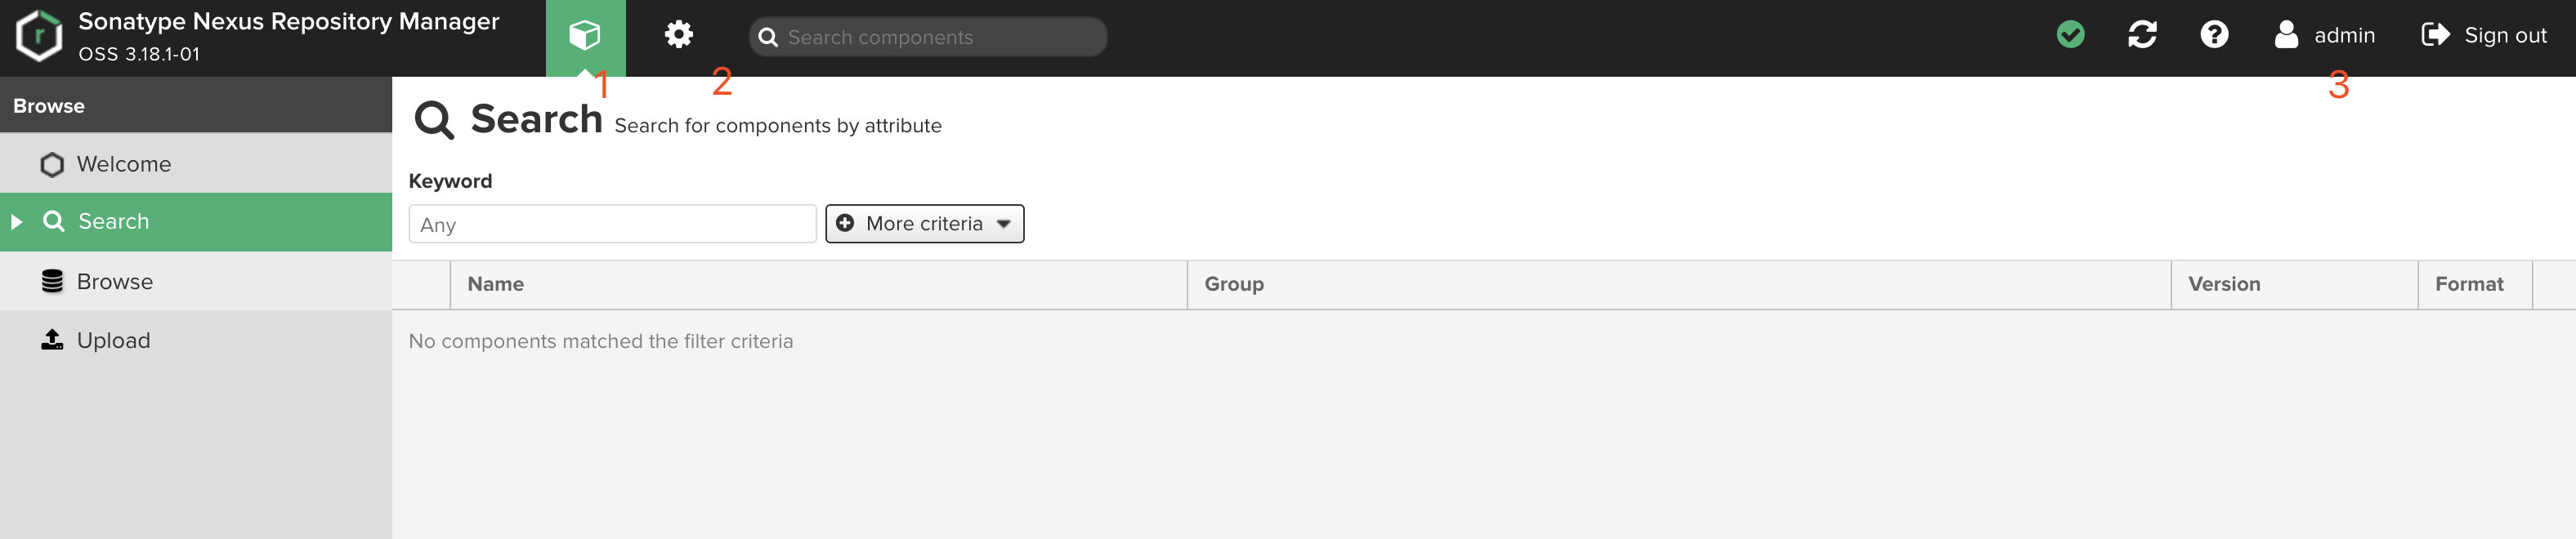 Sonatype Nexus Repository Manager
OSS 3.18.1-01
Search components
admin
Sign out
1
2
3
Browse
Welcome
Search
Browse
Upload
Search Search for components by attribute
Keyword
Any
More criteria
Name Group Version Format
No components matched the filter criteria